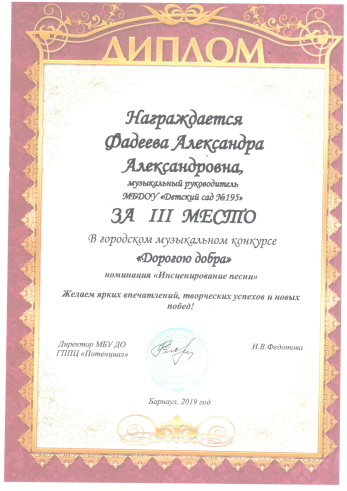 ДИПЛОМ
Награждается
Фадеева Александра
Александровна,
музыкальный руководитель
МБДОУ «Детский сад №195»
ЗА III МЕСТО
В городском музыкальном конкурсе
«Дорогою добра»
номинация «Инсценирование песни»
Желаем ярких впечатлений, творческих успехов и новых
побед!
Директор МБУ ДО И.В.Федотова
ГППЦ «Потенциал»
Барнаул, 2019 год